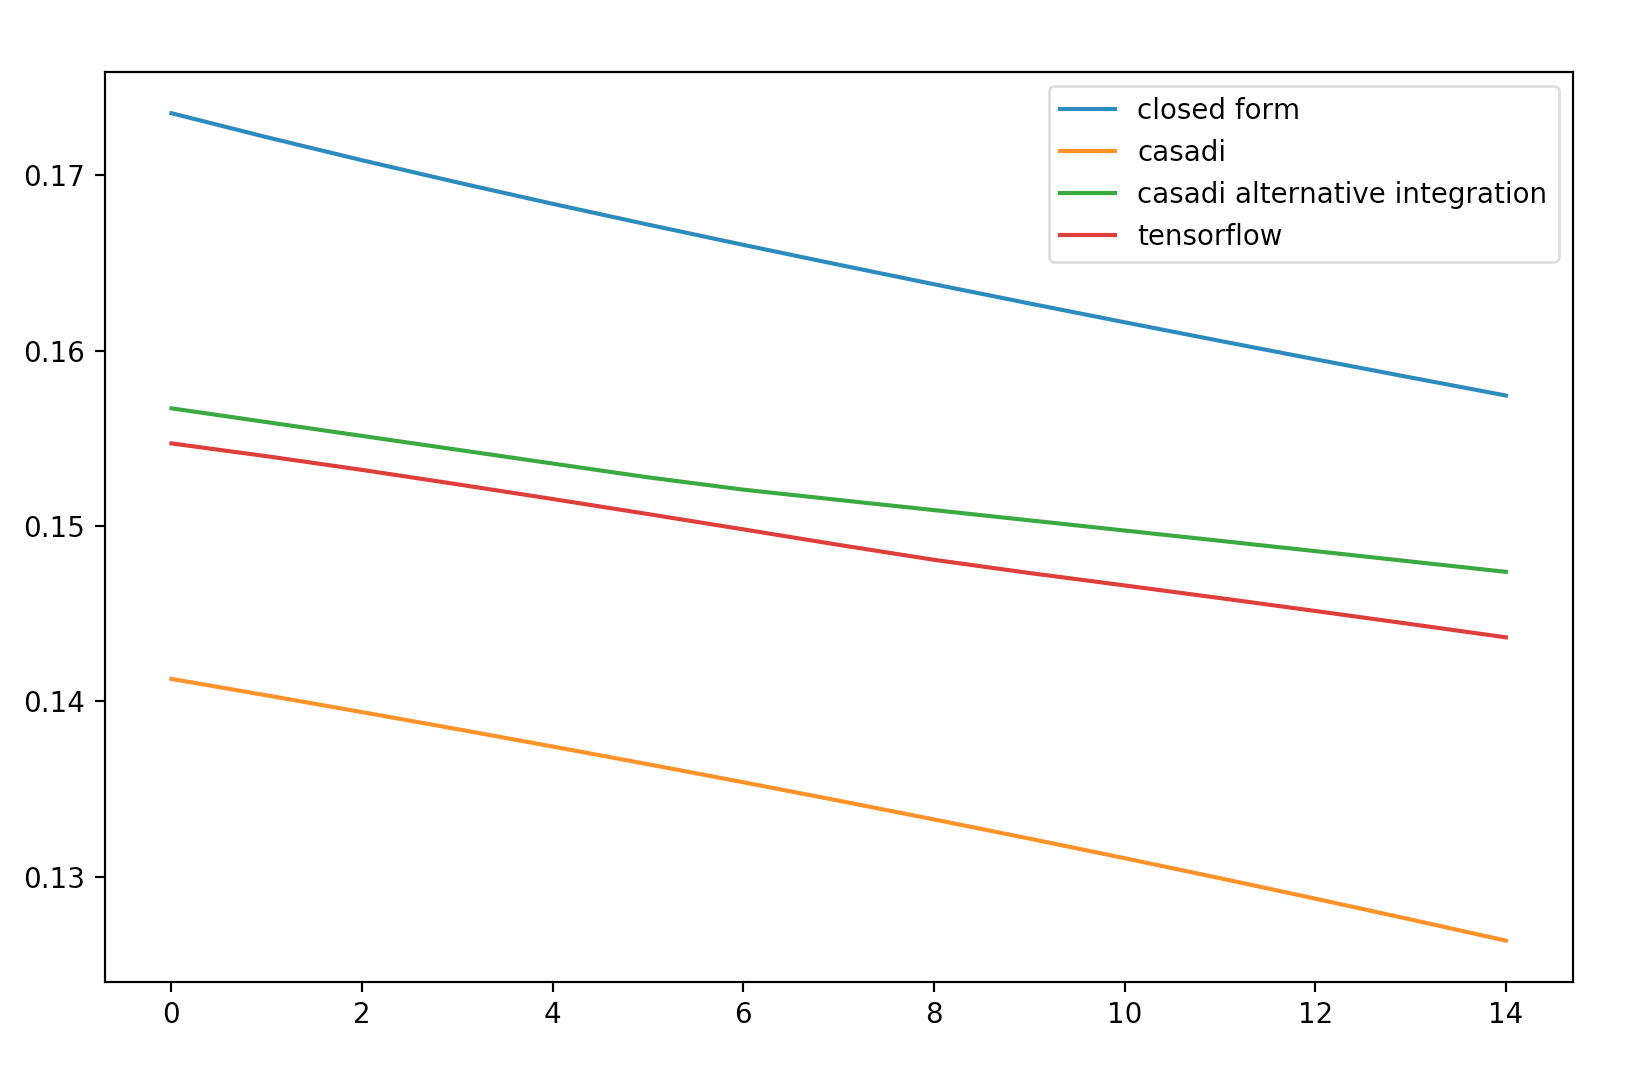 closed form
casadi
casadi alternative integration
tensorflow
0.17
0.16
0.15
0.14
0.13
0 2 4 6 8 10 12 14